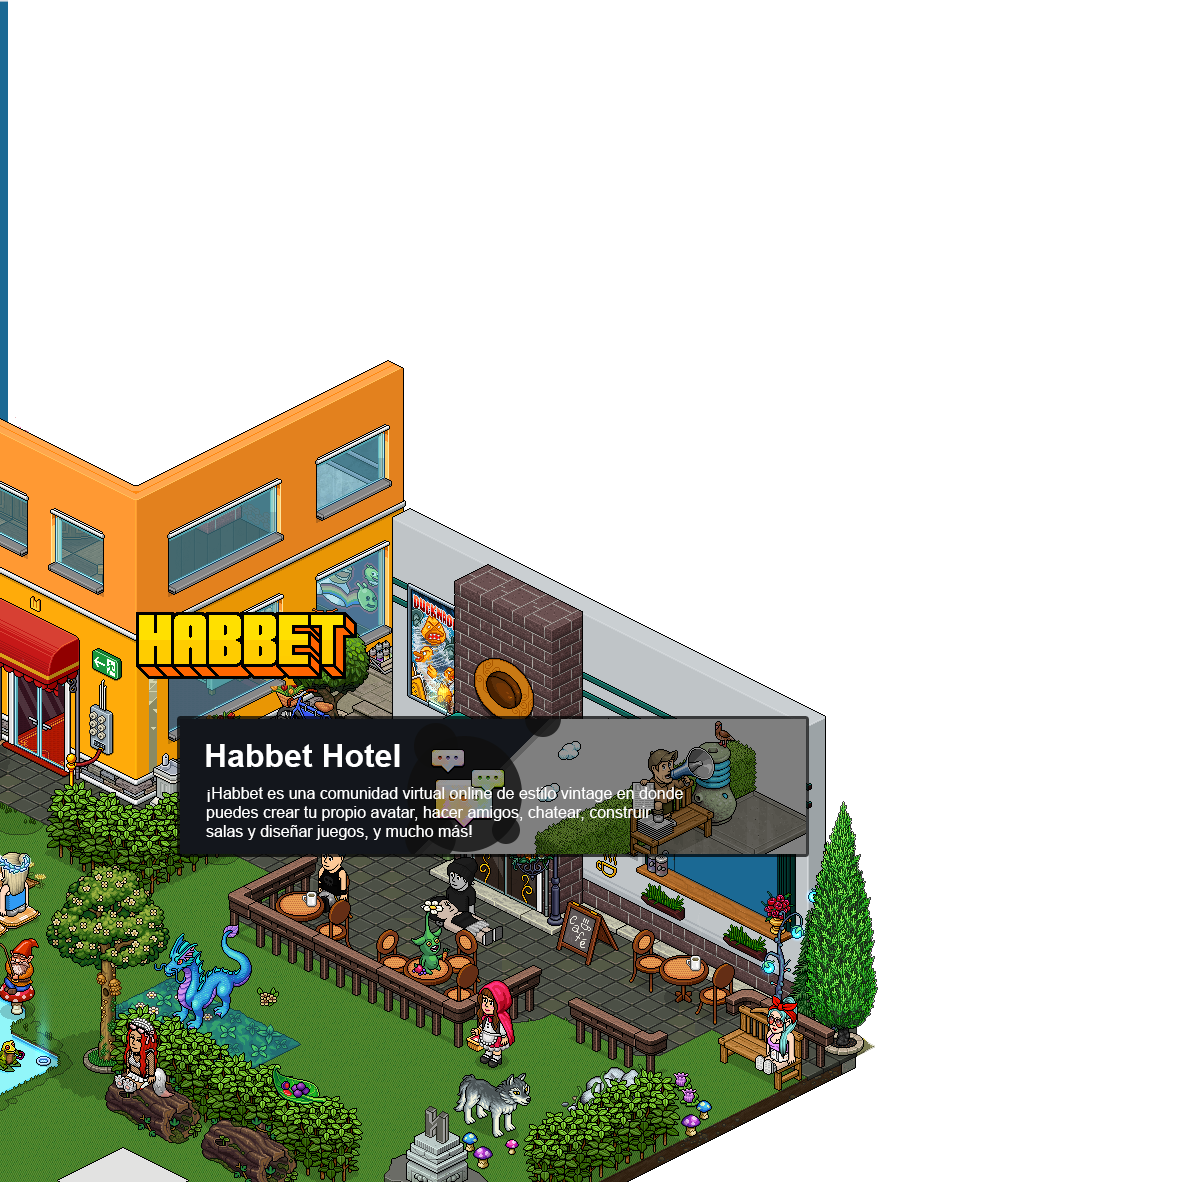 HABBET
Habbet Hotel
¡Habbet es una comunidad virtual online de estilo vintage en donde
puedes crear tu propio avatar, hacer amigos, chatear, construir
salas y diseñar juegos, y mucho más!
Café